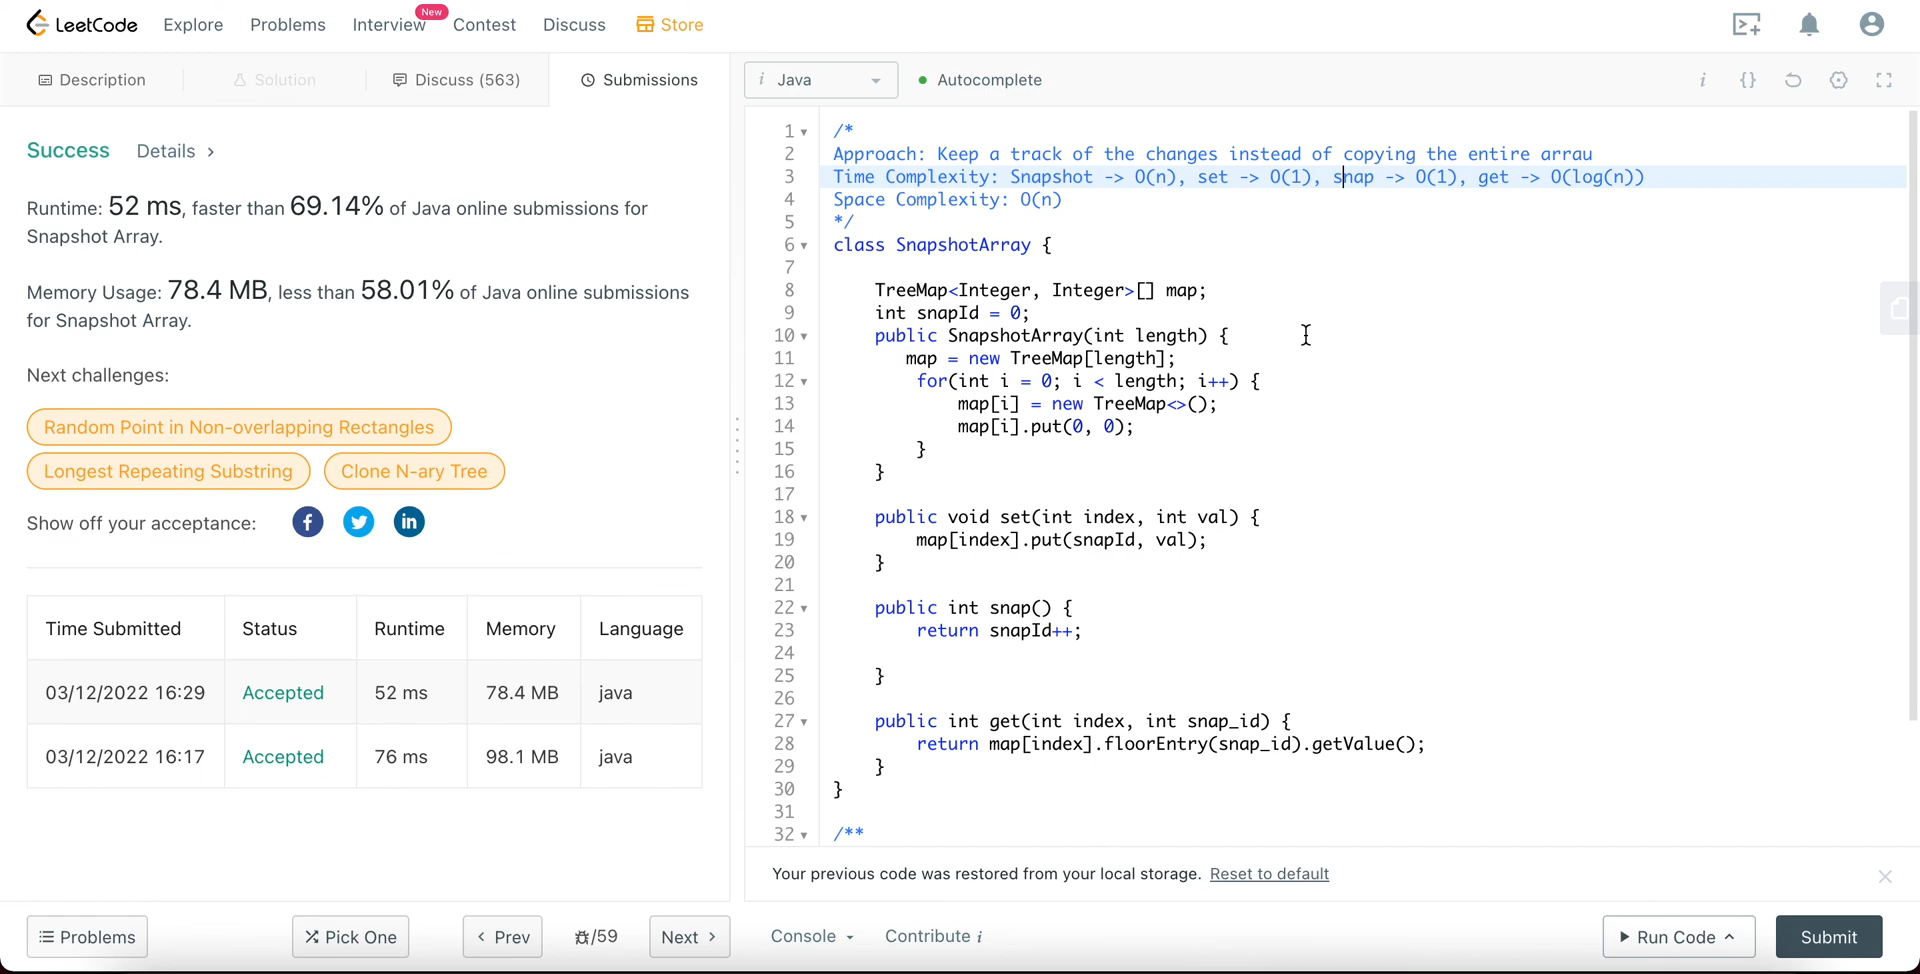 LeetCode Explore Problems Interview New Contest Discuss Store
Description Solution Discuss (563) Submissions
Success Details >
Runtime: 52 ms, faster than 69.14% of Java online submissions for
Snapshot Array.
Memory Usage: 78.4 MB, less than 58.01% of Java online submissions
for Snapshot Array.
Next challenges:
Random Point in Non-overlapping Rectangles
Longest Repeating Substring Clone N-ary Tree
Show off your acceptance:
Time Submitted Status Runtime Memory Language
03/12/2022 16:29 Accepted 52 ms 78.4 MB java
03/12/2022 16:17 Accepted 76 ms 98.1 MB java
i Java Autocomplete i {}
1 /*
2 Approach: Keep a track of the changes instead of copying the entire arrau
3 Time Complexity: Snapshot -> O(n), set -> O(1), snap -> O(1), get -> O(log(n))
4 Space Complexity: O(n)
5 */
6 class SnapshotArray {
7
8 TreeMap<Integer, Integer>[] map;
9 int snapId = 0;
10 public SnapshotArray(int length) {
11 map = new TreeMap[length];
12 for(int i = 0; i < length; i++) {
13 map[i] = new TreeMap<>();
14 map[i].put(0, 0);
15 }
16 }
17
18 public void set(int index, int val) {
19 map[index].put(snapId, val);
20 }
21
22 public int snap() {
23 return snapId++;
24
25 }
26
27 public int get(int index, int snap_id) {
28 return map[index].floorEntry(snap_id).getValue();
29 }
30 }
31
32 /**
Your previous code was restored from your local storage. Reset to default
Problems Pick One < Prev /59 Next > Console Contribute i Run Code Submit